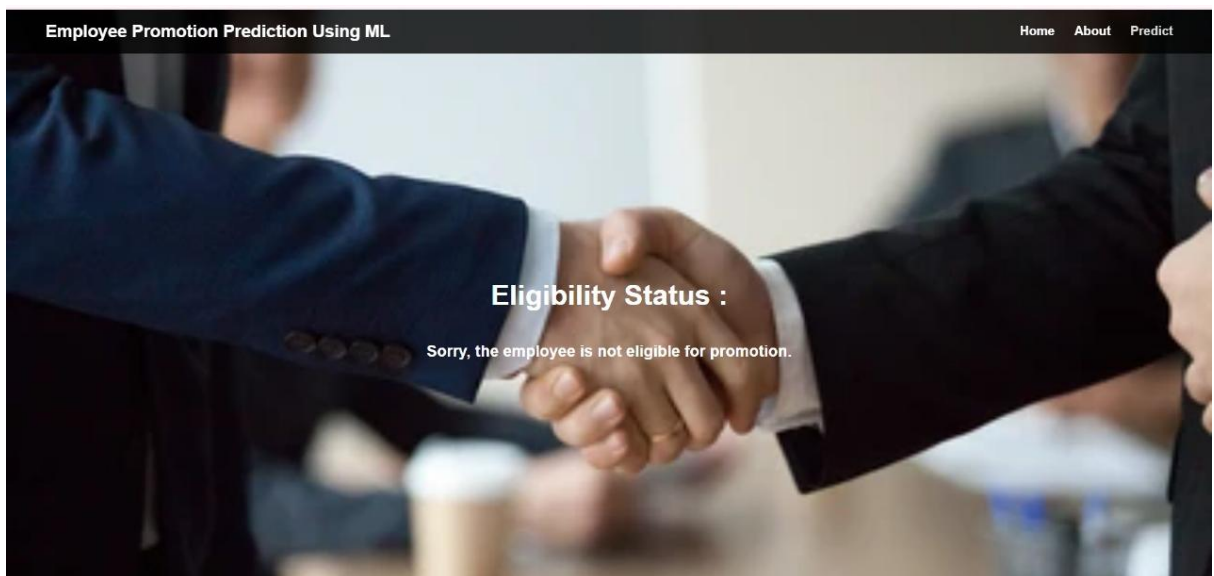 Employee Promotion Prediction Using ML
Home About Predict
Eligibility Status :
Sorry, the employee is not eligible for promotion.